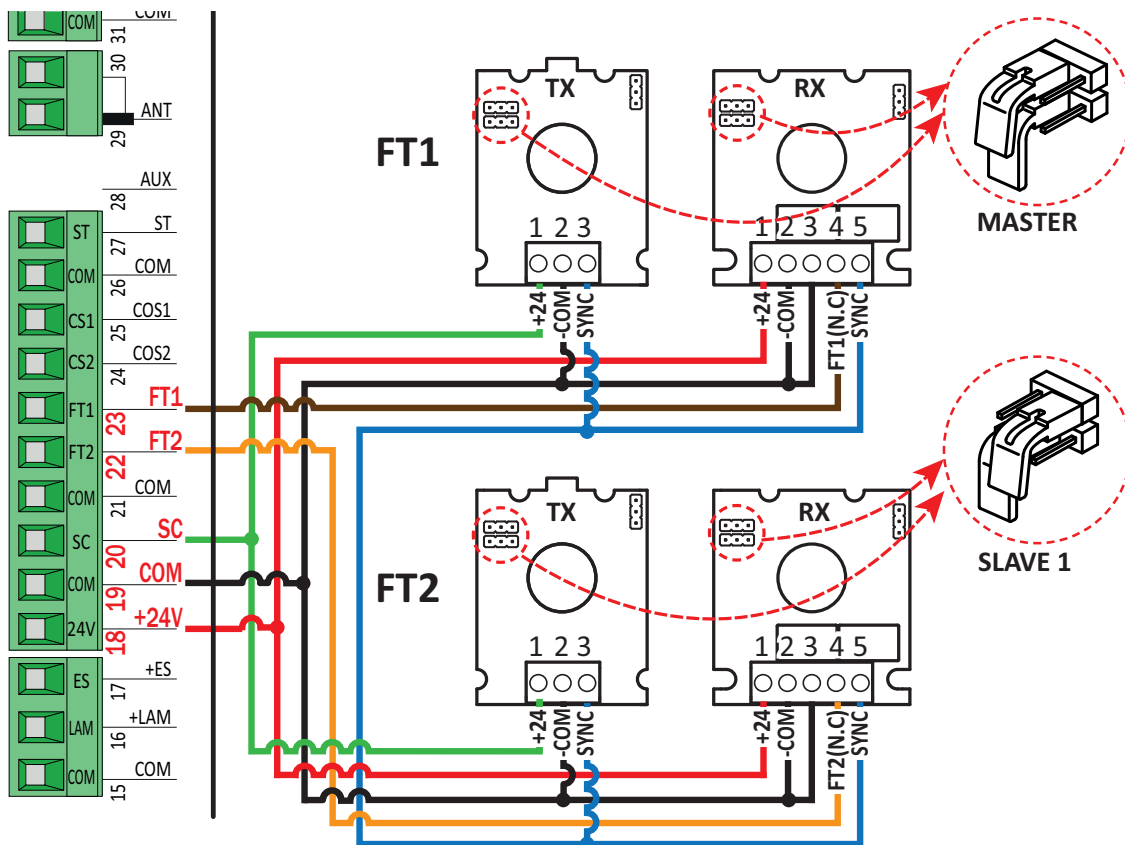 COM 31 COM
30
29 ANT
28 AUX
ST 27 ST
COM 26 COM
CS1 25 COS1
CS2 24 COS2
FT1 23 FT1
FT2 22 FT2
COM 21 COM
SC 20 SC
COM 19 COM
24V 18 +24V
ES 17 +ES
LAM 16 +LAM
COM 15 COM
FT1
TX
1 2 3
+24 -COM SYNC
RX
1 2 3 4 5
+24 -COM FT1(N.C) SYNC
MASTER
FT2
TX
1 2 3
+24 -COM SYNC
RX
1 2 3 4 5
+24 -COM FT2(N.C) SYNC
SLAVE 1